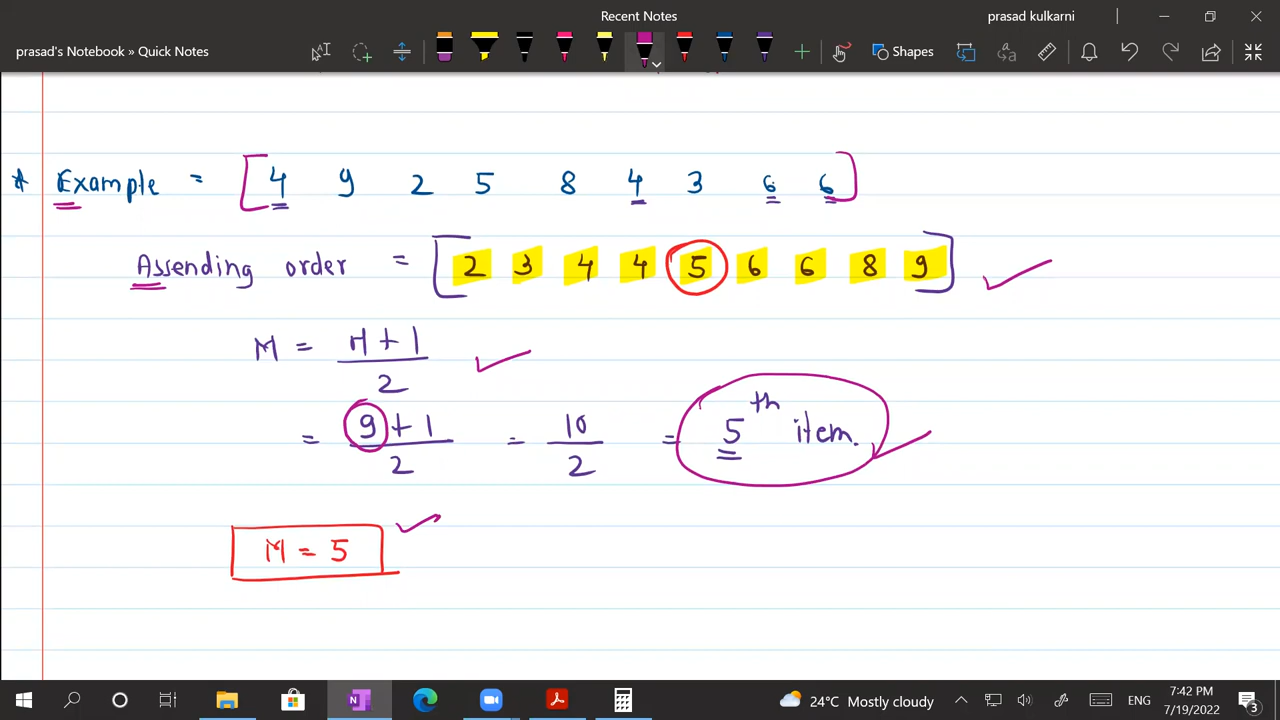 Recent Notes
prasad kulkarni
prasad's Notebook » Quick Notes
Shapes
* Example = [ 4 9 2 5 8 4 3 6 6 ]
Assending order = [ 2 3 4 4 5 6 6 8 9 ]
M = N + 1 / 2
= 9 + 1 / 2 = 10 / 2 = 5th item.
M = 5
24°C Mostly cloudy
ENG
7:42 PM
7/19/2022
3